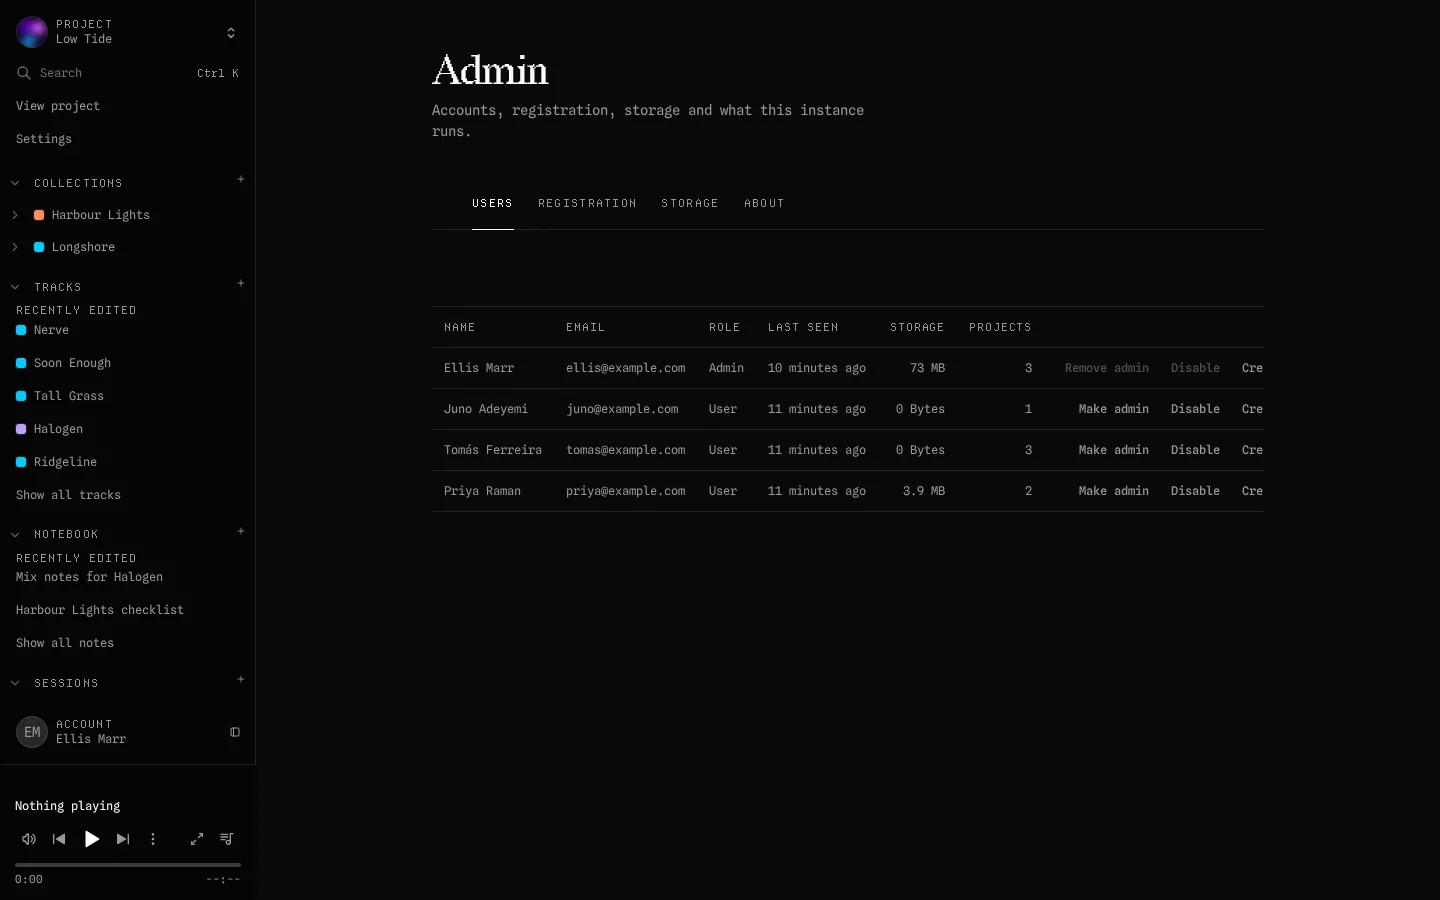 PROJECT
Low Tide
Search Ctrl K
View project
Settings
COLLECTIONS +
Harbour Lights
Longshore
TRACKS +
RECENTLY EDITED
Nerve
Soon Enough
Tall Grass
Halogen
Ridgeline
Show all tracks
NOTEBOOK +
RECENTLY EDITED
Mix notes for Halogen
Harbour Lights checklist
Show all notes
SESSIONS +
EM
ACCOUNT
Ellis Marr
Nothing playing
0:00 --:--
Admin
Accounts, registration, storage and what this instance
runs.
USERS REGISTRATION STORAGE ABOUT
NAME EMAIL ROLE LAST SEEN STORAGE PROJECTS
Ellis Marr ellis@example.com Admin 10 minutes ago 73 MB 3 Remove admin Disable Cre
Juno Adeyemi juno@example.com User 11 minutes ago 0 Bytes 1 Make admin Disable Cre
Tomás Ferreira tomas@example.com User 11 minutes ago 0 Bytes 3 Make admin Disable Cre
Priya Raman priya@example.com User 11 minutes ago 3.9 MB 2 Make admin Disable Cre